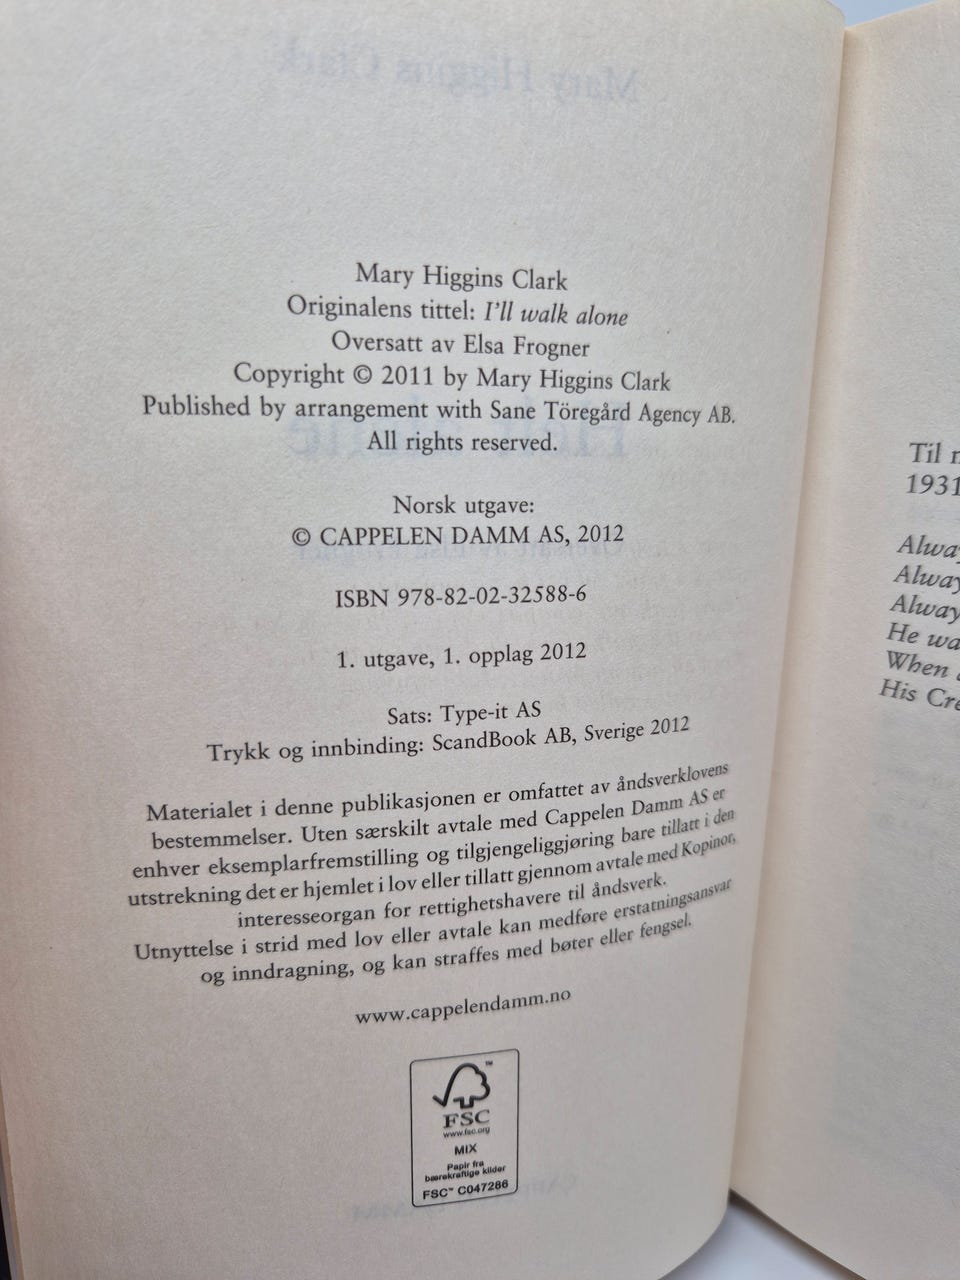 Mary Higgins Clark
Originalens tittel: I'll walk alone
Oversatt av Elsa Frogner
Copyright © 2011 by Mary Higgins Clark
Published by arrangement with Sane Töregård Agency AB.
All rights reserved.
Norsk utgave:
© CAPPELEN DAMM AS, 2012
ISBN 978-82-02-32588-6
1. utgave, 1. opplag 2012
Sats: Type-it AS
Trykk og innbinding: ScandBook AB, Sverige 2012
Materialet i denne publikasjonen er omfattet av åndsverklovens
bestemmelser. Uten særskilt avtale med Cappelen Damm AS er
enhver eksemplarfremstilling og tilgjengeliggjøring bare tillatt i den
utstrekning det er hjemlet i lov eller tillatt gjennom avtale med Kopinor,
interesseorgan for rettighetshavere til åndsverk.
Utnyttelse i strid med lov eller avtale kan medføre erstatningsansvar
og inndragning, og kan straffes med bøter eller fengsel.
www.cappelendamm.no
FSC™
www.fsc.org
MIX
Papir fra
bærekraftige kilder
FSC™ C047286
Til
1931
He
When
His